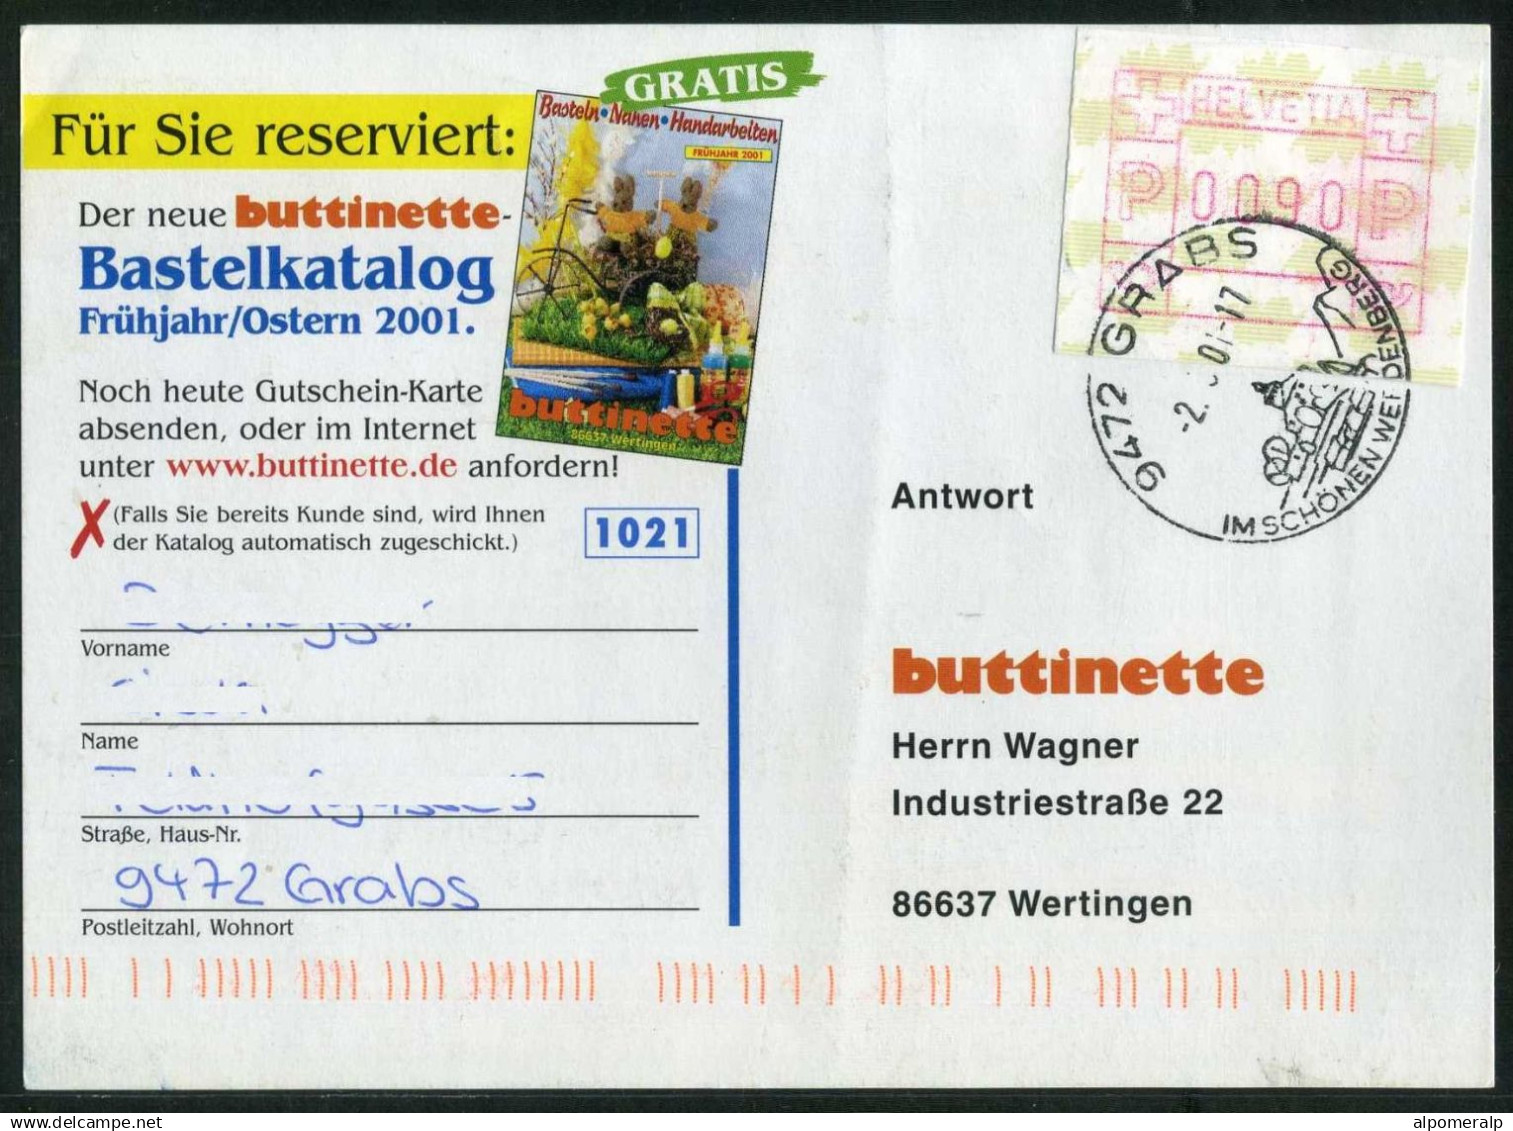 GRATIS
Für Sie reserviert:
Basteln • Nähen • Handarbeiten
FRÜHJAHR 2001
Der neue buttinette-
Bastelkatalog
Frühjahr/Ostern 2001.
Noch heute Gutschein-Karte
absenden, oder im Internet
unter www.buttinette.de anfordern!
buttinette
86637 Wertingen
(Falls Sie bereits Kunde sind, wird Ihnen
der Katalog automatisch zugeschickt.)
1021
Vorname
Name
Straße, Haus-Nr.
9472 Grabs
Postleitzahl, Wohnort
HELVETIA
P 0090 P
9472 GRABS
IM SCHÖNEN WERDENBERG
Antwort
buttinette
Herrn Wagner
Industriestraße 22
86637 Wertingen
alpomeralp